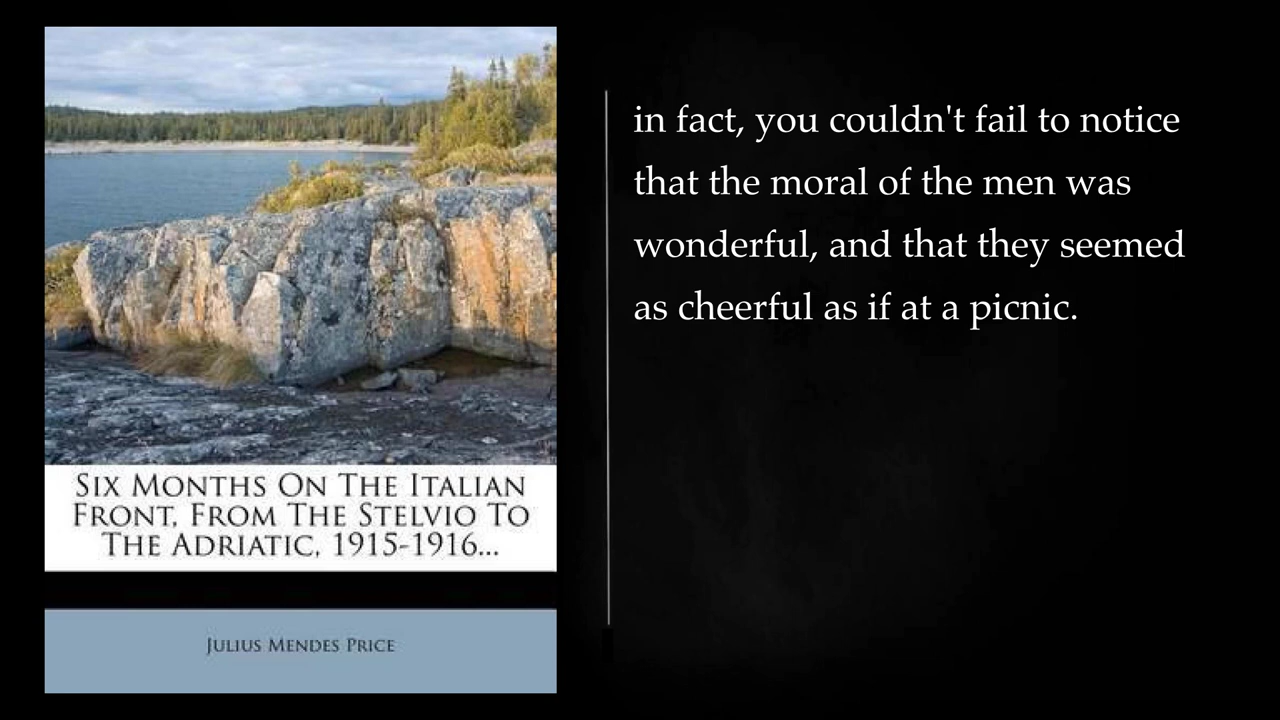 SIX MONTHS ON THE ITALIAN
FRONT, FROM THE STELVIO TO
THE ADRIATIC, 1915-1916...
JULIUS MENDES PRICE
in fact, you couldn't fail to notice
that the moral of the men was
wonderful, and that they seemed
as cheerful as if at a picnic.